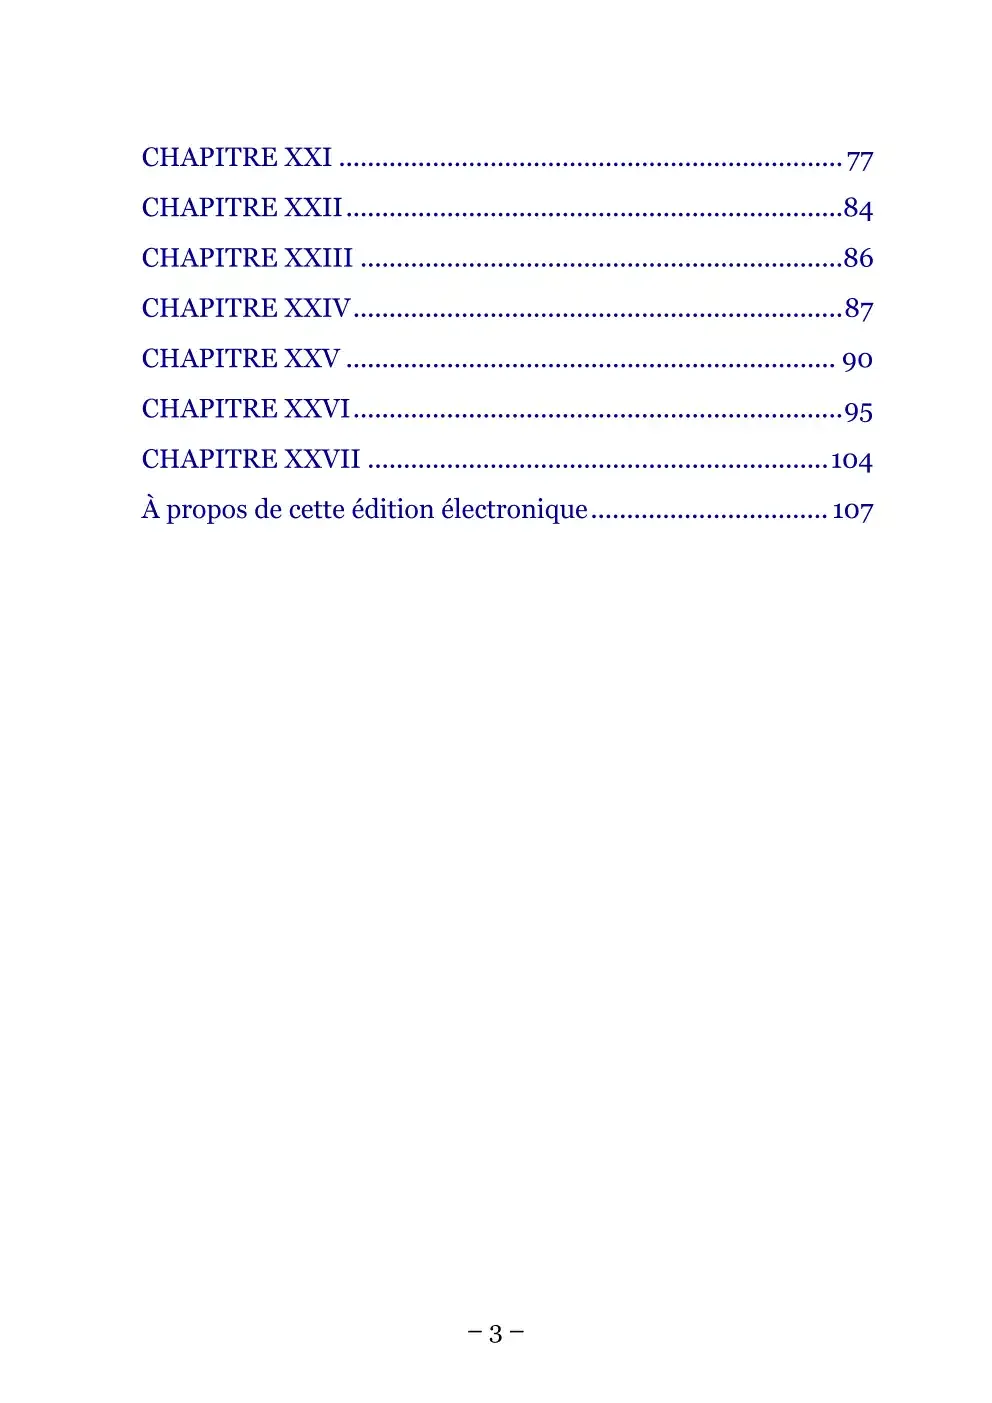 CHAPITRE XXI ...................................................................... 77
CHAPITRE XXII .....................................................................84
CHAPITRE XXIII ...................................................................86
CHAPITRE XXIV....................................................................87
CHAPITRE XXV .................................................................... 90
CHAPITRE XXVI....................................................................95
CHAPITRE XXVII ................................................................104
À propos de cette édition électronique................................. 107
– 3 –